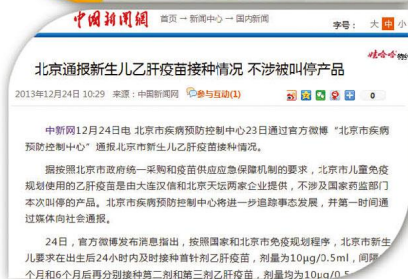 中國新聞網 首页 → 新闻中心 → 国内新闻
字号： 大 中 小
北京通报新生儿乙肝疫苗接种情况 不涉被叫停产品
娃哈哈
2013年12月24日 10:29 来源：中国新闻网 参与互动(1) 0
中新网12月24日电 北京市疾病预防控制中心23日通过官方微博“北京市疾病
预防控制中心”通报北京市新生儿乙肝疫苗接种情况。
据按照北京市政府统一采购和疫苗供应应急保障机制的要求，北京市儿童免疫
规划使用的乙肝疫苗是由大连汉信和北京天坛两家企业提供，不涉及国家药监部门
本次叫停的产品。北京市疾病预防控制中心将进一步追踪事态发展，并第一时间通
过媒体向社会通报。
24日，官方微博发布消息指出，按照国家和北京市免疫规划程序，北京市新生
儿要求在出生后24小时内及时接种首针剂乙肝疫苗，剂量为10μg/0.5ml，间隔
个月和6个月后再分别接种第二剂和第三剂乙肝疫苗，剂量均为10μg/0.5